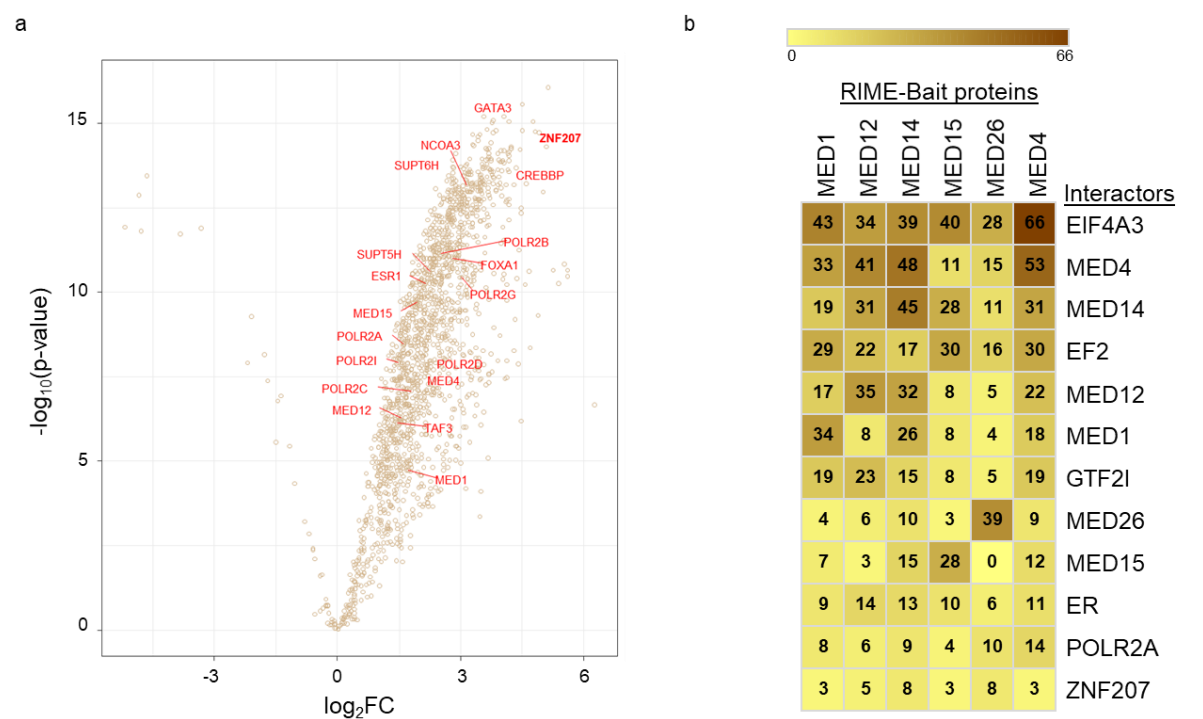 a
-log10(p-value)
15
10
5
0
GATA3
ZNF207
NCOA3
SUPT6H
CREBBP
POLR2B
SUPT5H
FOXA1
ESR1
POLR2G
MED15
POLR2A
POLR2I
POLR2D
MED4
POLR2C
MED12
TAF3
MED1
-3
0
3
6
log2FC
b
0
66
RIME-Bait proteins
MED1
MED12
MED14
MED15
MED26
MED4
Interactors
43 34 39 40 28 66 EIF4A3
33 41 48 11 15 53 MED4
19 31 45 28 11 31 MED14
29 22 17 30 16 30 EF2
17 35 32 8 5 22 MED12
34 8 26 8 4 18 MED1
19 23 15 8 5 19 GTF2I
4 6 10 3 39 9 MED26
7 3 15 28 0 12 MED15
9 14 13 10 6 11 ER
8 6 9 4 10 14 POLR2A
3 5 8 3 8 3 ZNF207